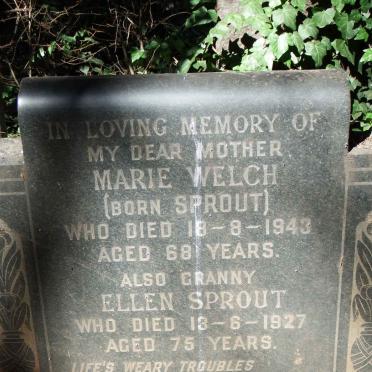 IN LOVING MEMORY OF
MY DEAR MOTHER
MARIE WELCH
(BORN SPROUT)
WHO DIED 18-8-1943
AGED 68 YEARS.
ALSO GRANNY
ELLEN SPROUT
WHO DIED 13-6-1927
AGED 75 YEARS.
LIFE'S WEARY TROUBLES